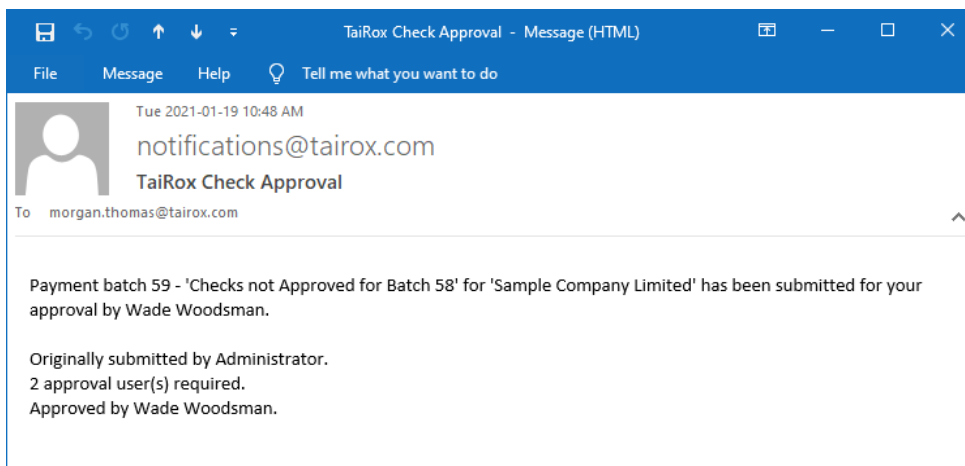 TaiRox Check Approval - Message (HTML)
File Message Help Tell me what you want to do
Tue 2021-01-19 10:48 AM
notifications@tairox.com
TaiRox Check Approval
To morgan.thomas@tairox.com
Payment batch 59 - 'Checks not Approved for Batch 58' for 'Sample Company Limited' has been submitted for your
approval by Wade Woodsman.
Originally submitted by Administrator.
2 approval user(s) required.
Approved by Wade Woodsman.